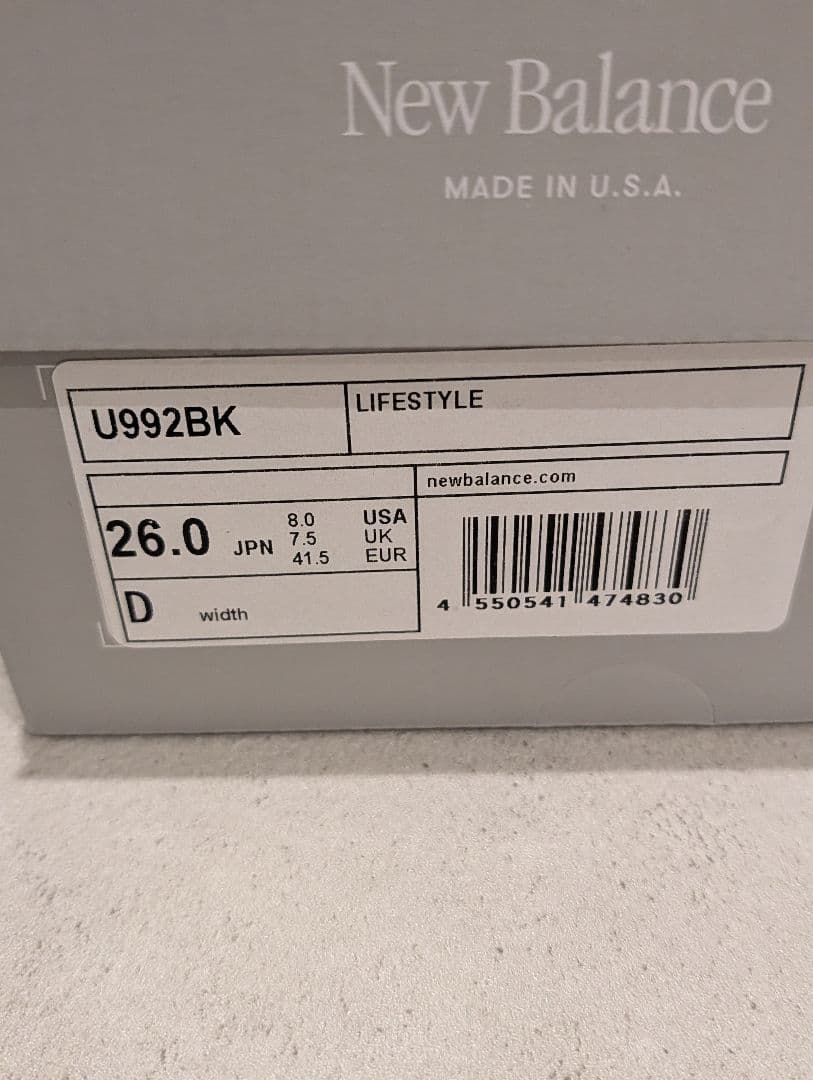 New Balance
MADE IN U.S.A.
U992BK
LIFESTYLE
newbalance.com
26.0 JPN
8.0 USA
7.5 UK
41.5 EUR
D width
4 550541 474830